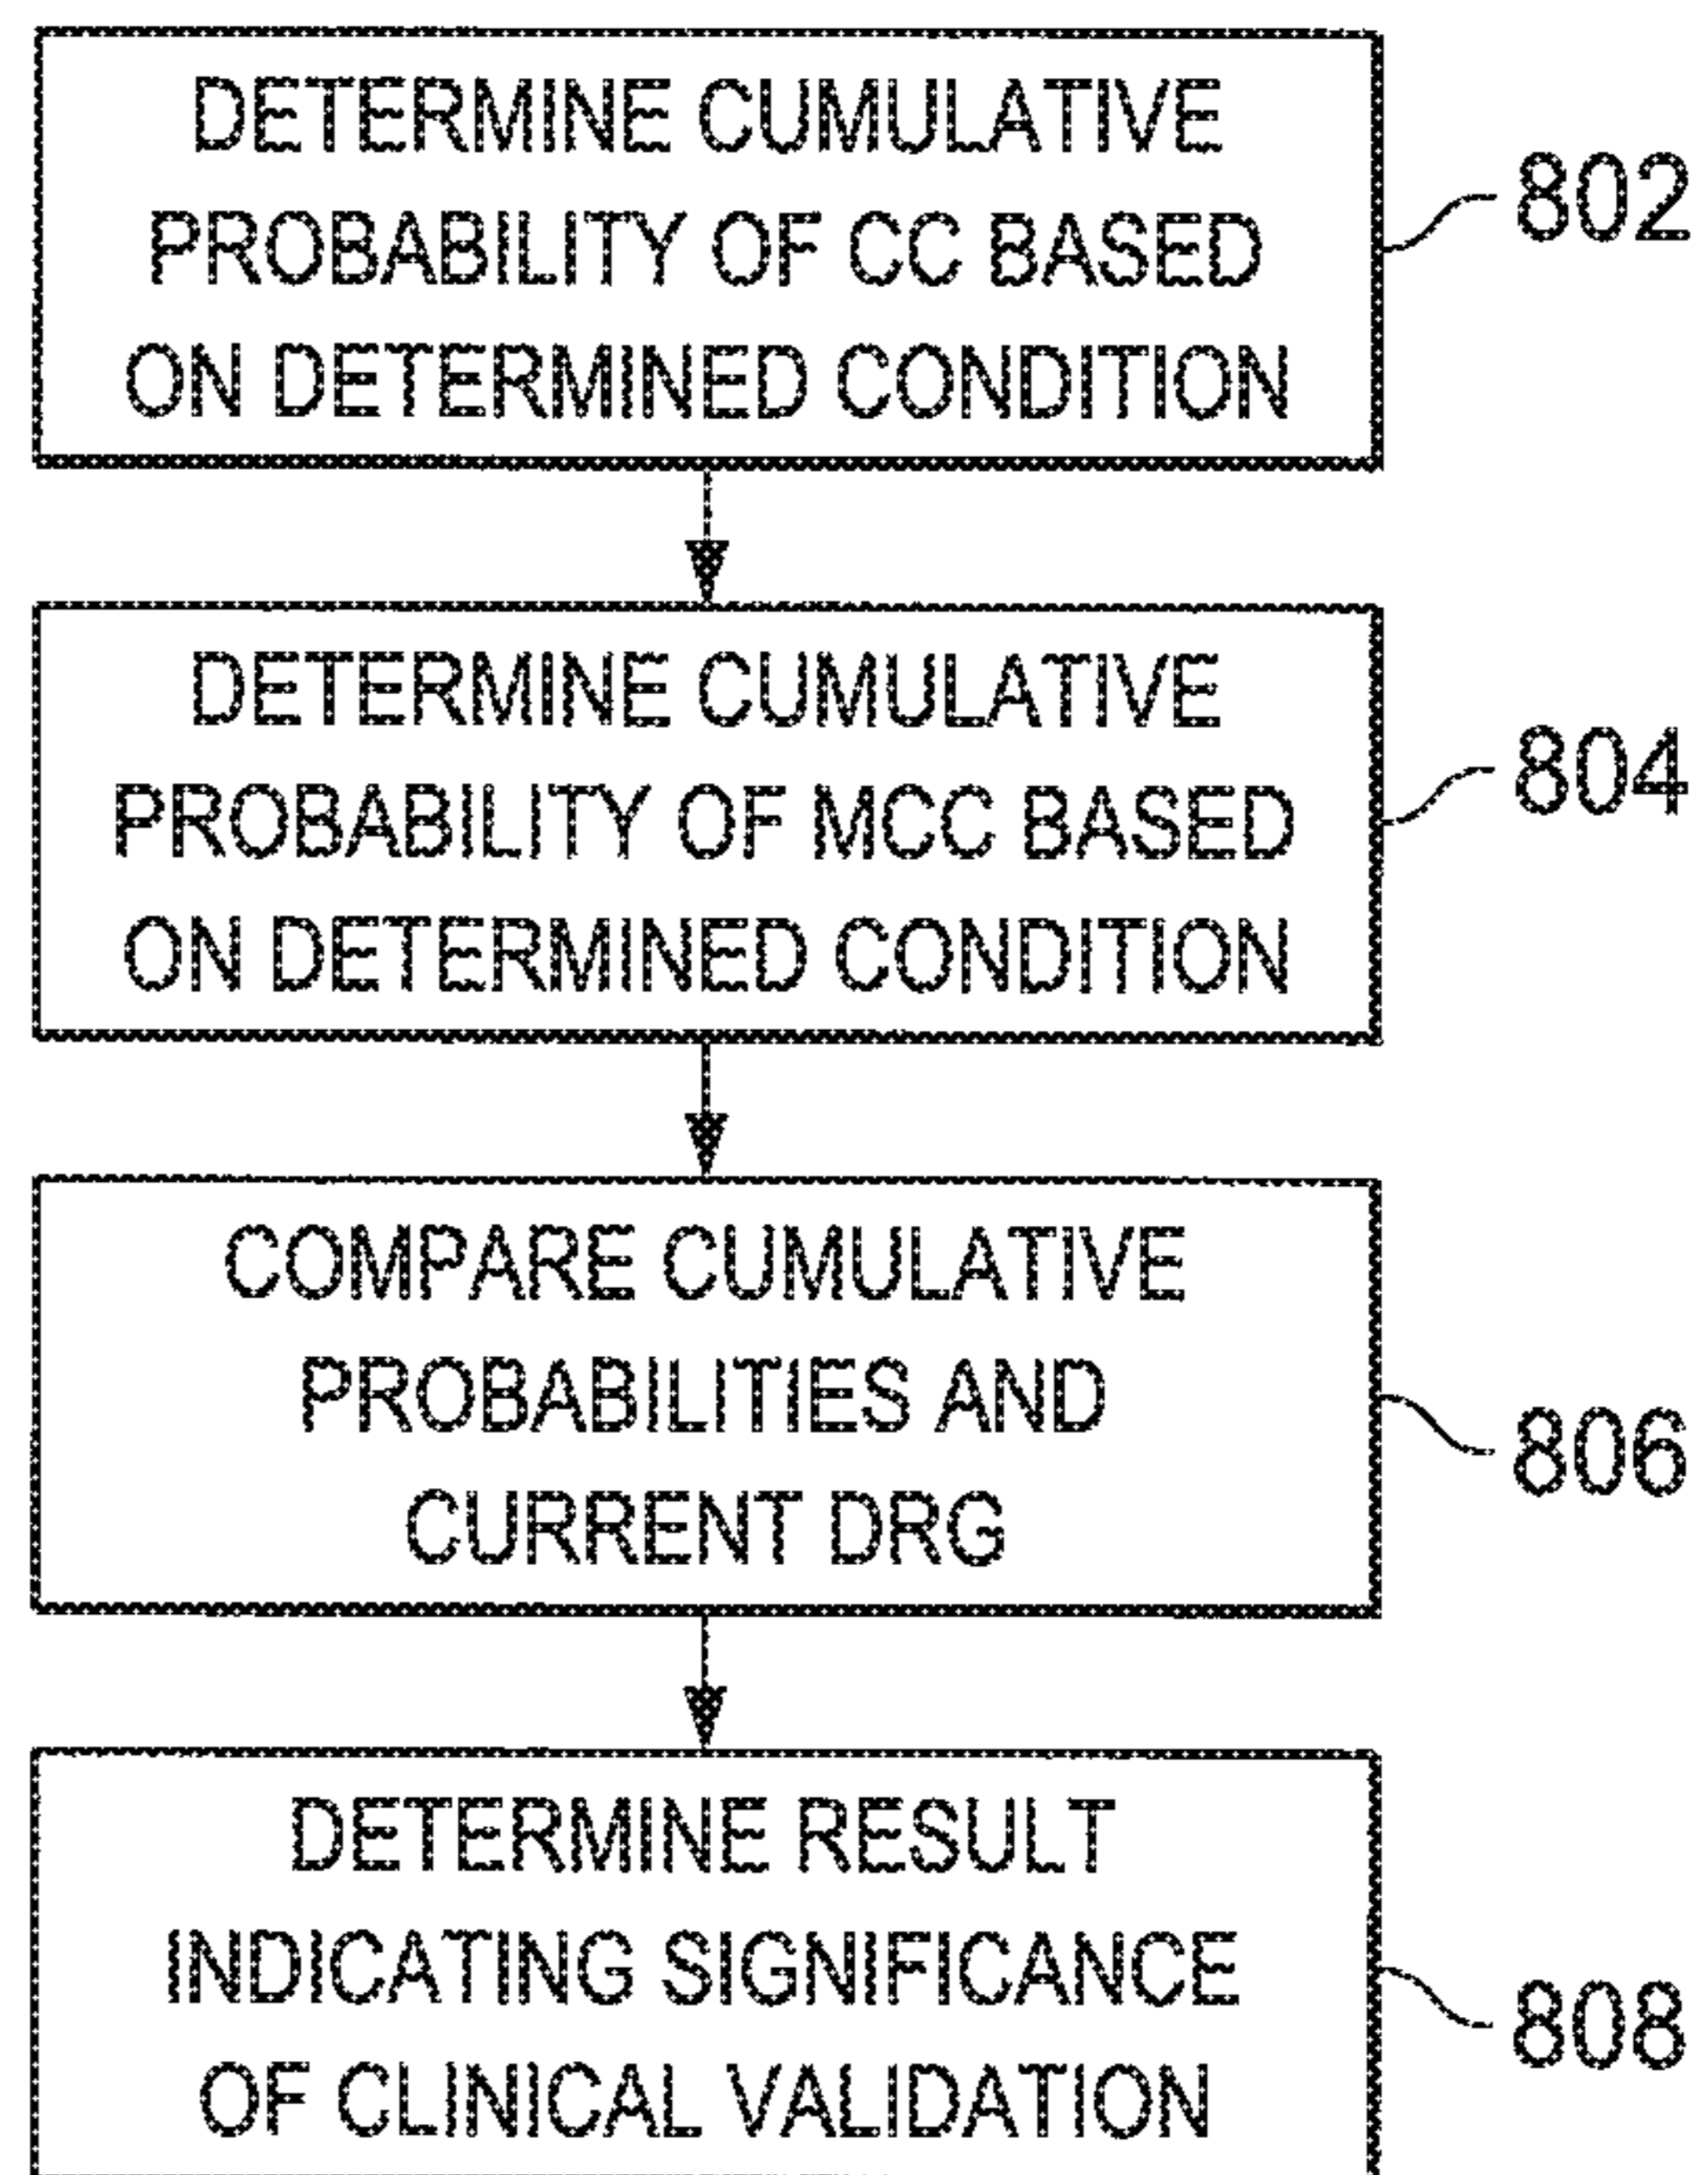 DETERMINE CUMULATIVE
PROBABILITY OF CC BASED
ON DETERMINED CONDITION
802
DETERMINE CUMULATIVE
PROBABILITY OF MCC BASED
ON DETERMINED CONDITION
804
COMPARE CUMULATIVE
PROBABILITIES AND
CURRENT DRG
806
DETERMINE RESULT
INDICATING SIGNIFICANCE
OF CLINICAL VALIDATION
808